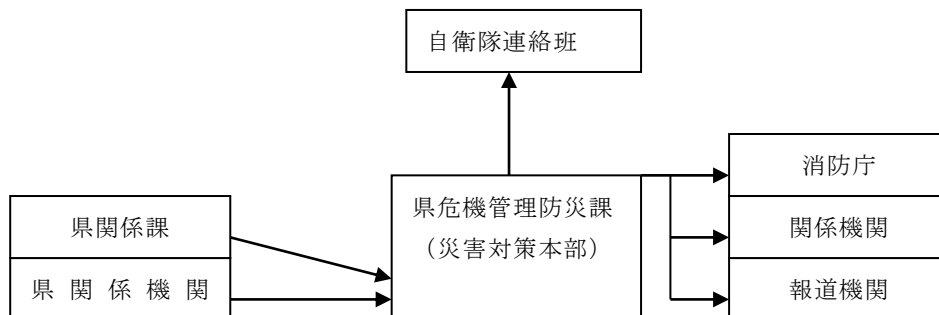 自衛隊連絡班
消防庁
県危機管理防災課
（災害対策本部）
県関係課
関係機関
県関係機関
報道機関